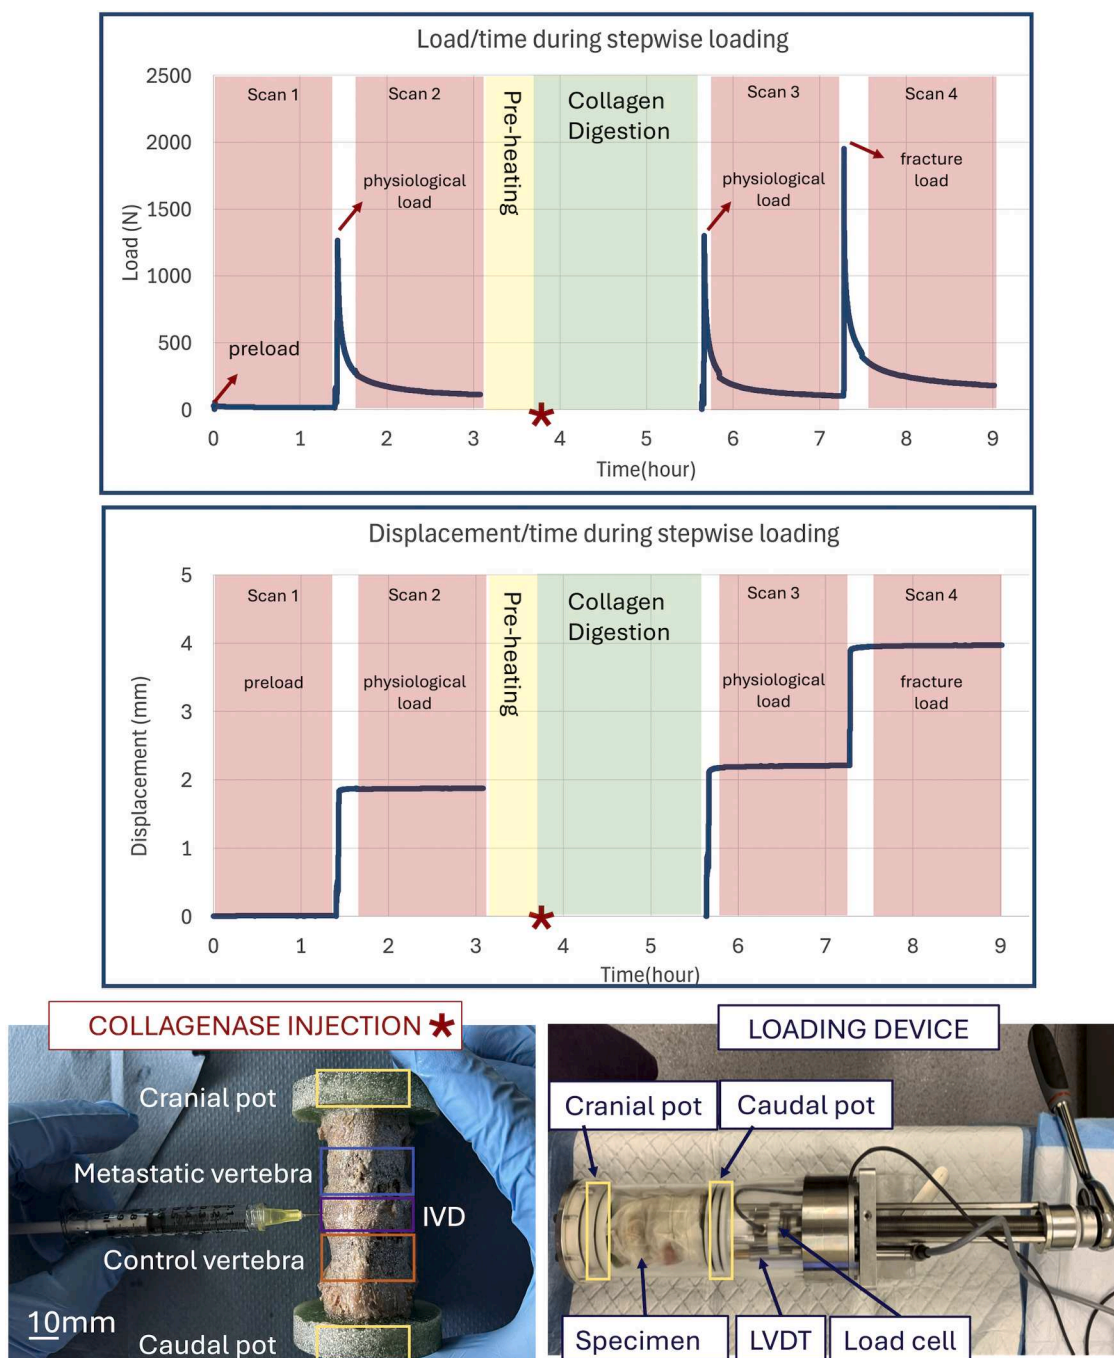 Load/time during stepwise loading
2500
2000
1500
1000
500
0
Load (N)
Scan 1
Scan 2
Pre-heating
Collagen
Digestion
Scan 3
Scan 4
physiological
load
physiological
load
fracture
load
preload
*
0 1 2 3 4 5 6 7 8 9
Time(hour)
Displacement/time during stepwise loading
5
4
3
2
1
0
Displacement (mm)
Scan 1
Scan 2
Pre-heating
Collagen
Digestion
Scan 3
Scan 4
preload
physiological
load
physiological
load
fracture
load
*
0 1 2 3 4 5 6 7 8 9
Time(hour)
COLLAGENASE INJECTION *
Cranial pot
Metastatic vertebra
IVD
Control vertebra
10mm
Caudal pot
LOADING DEVICE
Cranial pot
Caudal pot
Specimen
LVDT
Load cell